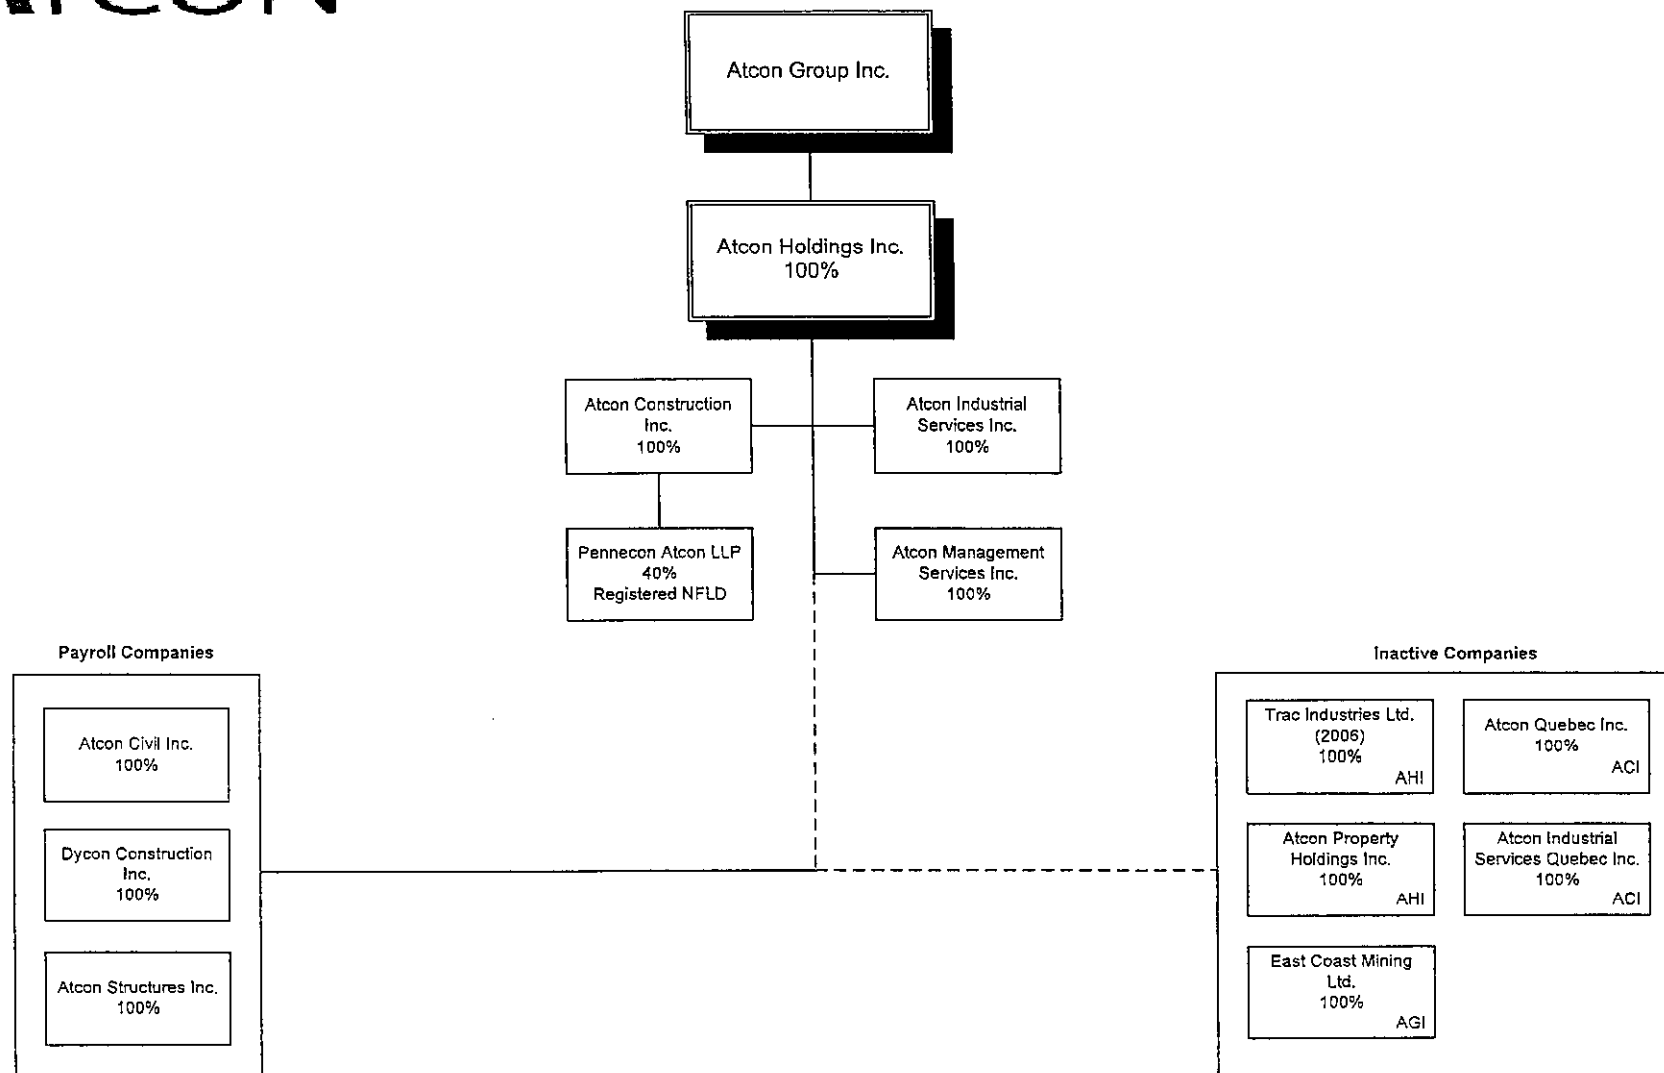 ATCON
Atcon Group Inc.
Atcon Holdings Inc.
100%
Atcon Construction
Inc.
100%
Atcon Industrial
Services Inc.
100%
Pennecon Atcon LLP
40%
Registered NFLD
Atcon Management
Services Inc.
100%
Payroll Companies
Atcon Civil Inc.
100%
Dycon Construction
Inc.
100%
Atcon Structures Inc.
100%
Inactive Companies
Trac Industries Ltd.
(2006)
100%
AHI
Atcon Quebec Inc.
100%
ACI
Atcon Property
Holdings Inc.
100%
AHI
Atcon Industrial
Services Quebec Inc.
100%
ACI
East Coast Mining
Ltd.
100%
AGI